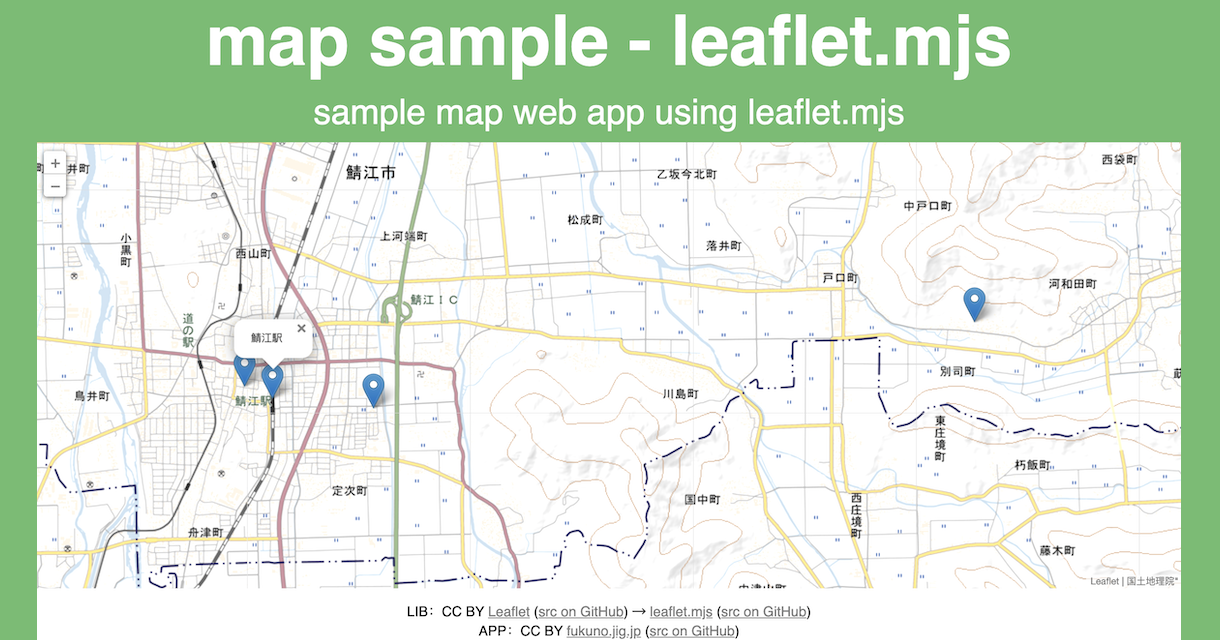 map sample - leaflet.mjs
sample map web app using leaflet.mjs
+
−
井町
鯖江市
乙坂今北町
西袋町
中戸口町
松成町
小黒町
上河端町
落井町
西山町
戸口町
河和田町
鯖江ＩＣ
道の駅
鯖江駅
×
鳥井町
鯖江駅
川島町
別司町
東庄境町
朽飯町
定次町
国中町
西庄境町
舟津町
藤木町
Leaflet | 国土地理院"
LIB：CC BY Leaflet (src on GitHub) → leaflet.mjs (src on GitHub)
APP：CC BY fukuno.jig.jp (src on GitHub)